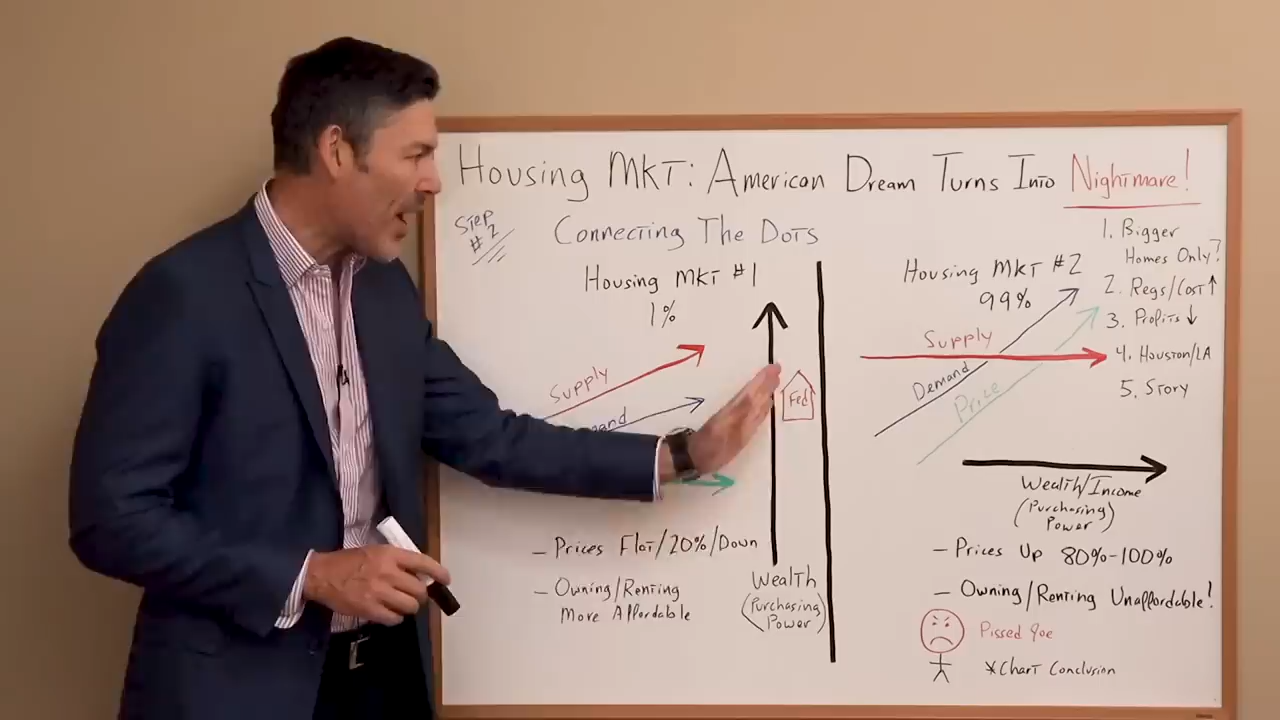 Housing MKT: American Dream Turns Into Nightmare!
Step
#2
Connecting The Dots
Housing MKT #1
1%
Supply
Fed
- Prices Flat/20%/Down
- Owning/Renting
More Affordable
Wealth
(Purchasing
Power)
Housing MKT #2
99%
Supply
Demand
Price
1. Bigger
Homes Only?
2. Regs/Cost ↑
3. Profits ↓
4. Houston/LA
5. Story
Wealth/Income
(Purchasing
Power)
- Prices Up 80%-100%
- Owning/Renting Unaffordable!
Pissed Joe
*Chart Conclusion